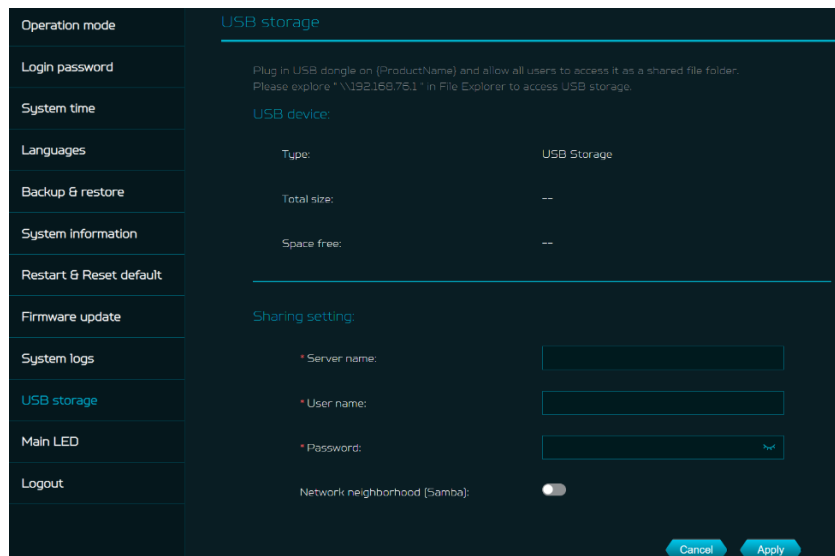 Operation mode
Login password
System time
Languages
Backup & restore
System information
Restart & Reset default
Firmware update
System logs
USB storage
Main LED
Logout
USB storage
Plug in USB dongle on {ProductName} and allow all users to access it as a shared file folder.
Please explore " \\192.168.76.1 " in File Explorer to access USB storage.
USB device:
Type: USB Storage
Total size: --
Space free: --
Sharing setting:
* Server name:
* User name:
* Password:
Network neighborhood (Samba):
Cancel Apply